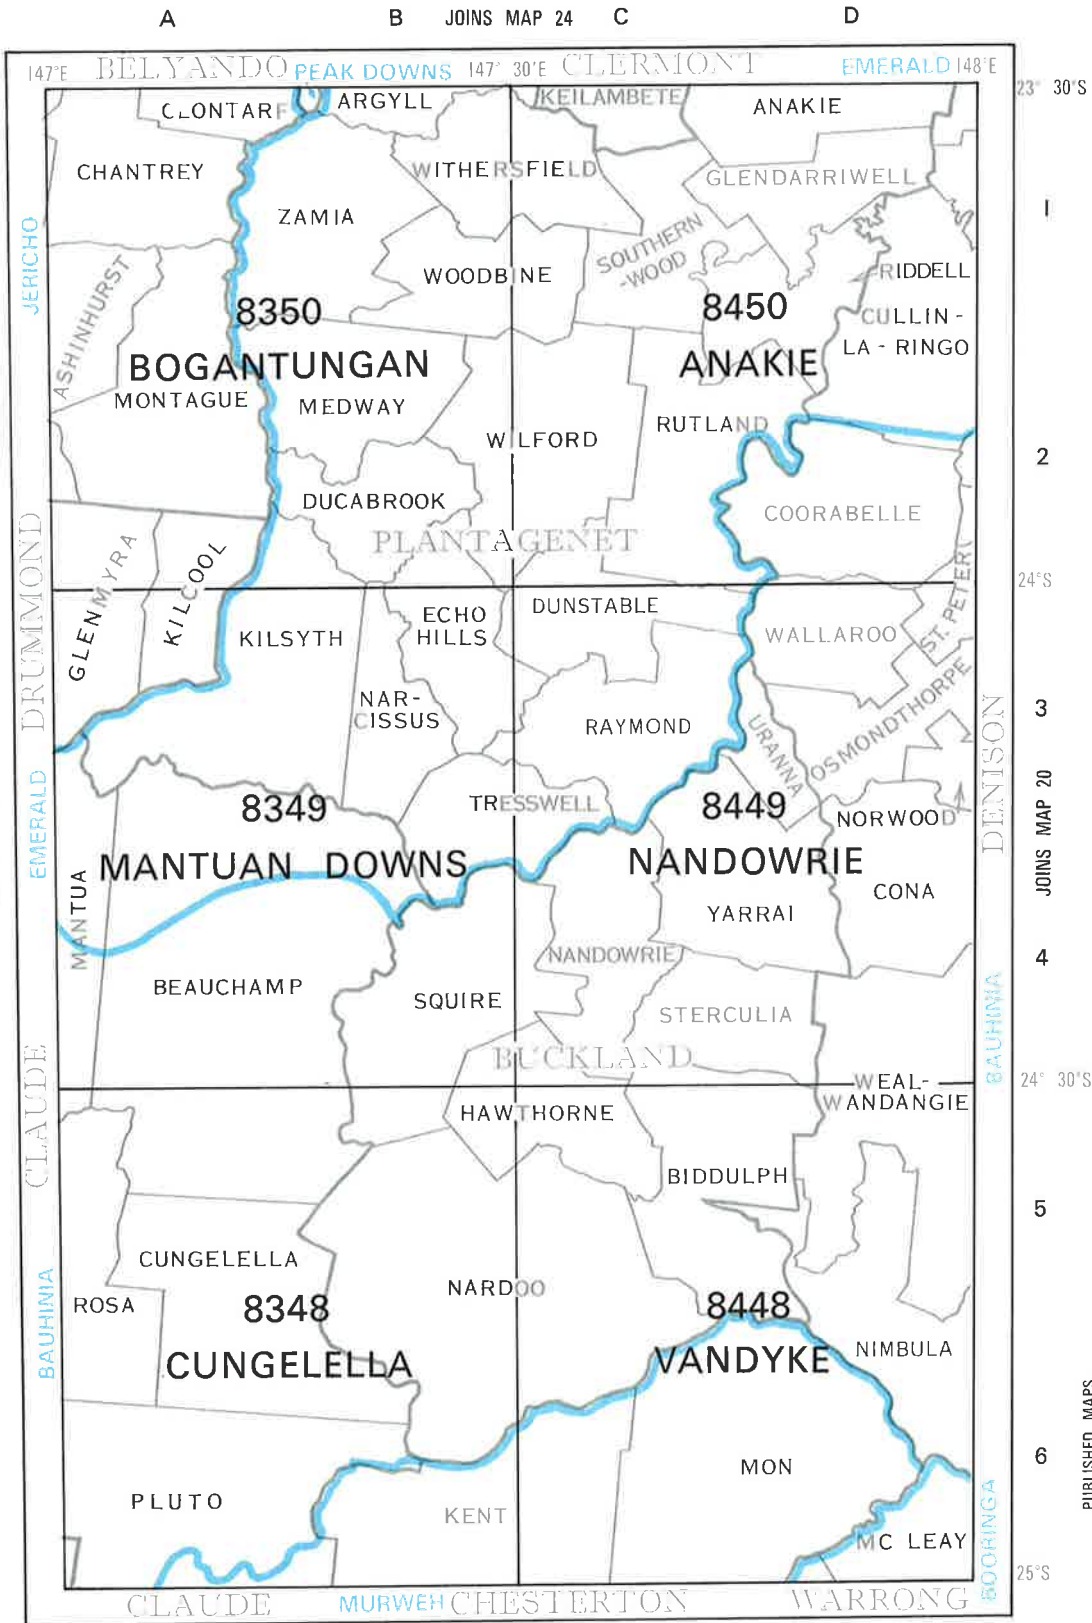 A B JOINS MAP 24 C D
147°E BELYANDO PEAK DOWNS 147° 30'E CLERMONT EMERALD 148°E
23° 30'S
CLONTARF ARGYLL KEILAMBETE ANAKIE
CHANTREY WITHERSFIELD GLENDARRIWELL
1
ZAMIA
JERICHO
SOUTHERN
-WOOD
WOODBINE RIDDELL
ASHINHURST
8350 8450
CULLIN-
LA-RINGO
BOGANTUNGAN ANAKIE
MONTAGUE MEDWAY
WILFORD RUTLAND
2
DUCABROOK COORABELLE
PLANTAGENET
DRUMMOND
24°S
GLENMYRA KILCOOL
KILSYTH
ECHO
HILLS
DUNSTABLE
WALLAROO ST. PETER
NAR-
CISSUS
RAYMOND
URANNA OSMONDTHORPE
3
DENISON
EMERALD
8349 TRESSWELL 8449
NORWOOD
JOINS MAP 20
MANTUAN DOWNS NANDOWRIE
MANTUA
CONA
YARRAI
NANDOWRIE
4
BEAUCHAMP SQUIRE STERCULIA
BAUHINIA
BUCKLAND
CLAUDE
24° 30'S
WEAL-
WANDANGIE
HAWTHORNE
BIDDULPH
5
CUNGELELLA
NARDOO
ROSA
8348 8448
BAUHINIA
CUNGELELLA VANDYKE NIMBULA
PUBLISHED MAPS
6
MON
PLUTO KENT
MC LEAY
BOORINGA
25°S
CLAUDE MURWEH CHESTERTON WARRONG